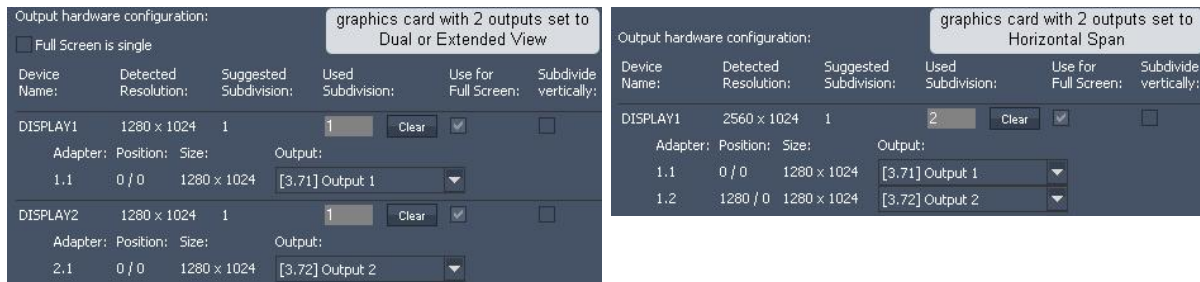 Output hardware configuration:
graphics card with 2 outputs set to
Dual or Extended View
Full Screen is single
Device Name: Detected Resolution: Suggested Subdivision: Used Subdivision: Use for Full Screen: Subdivide vertically:
DISPLAY1 1280 x 1024 1 1 Clear
Adapter: Position: Size: Output:
1.1 0 / 0 1280 x 1024 [3.71] Output 1
DISPLAY2 1280 x 1024 1 1 Clear
Adapter: Position: Size: Output:
2.1 0 / 0 1280 x 1024 [3.72] Output 2
graphics card with 2 outputs set to
Horizontal Span
Output hardware configuration:
Device Name: Detected Resolution: Suggested Subdivision: Used Subdivision: Use for Full Screen: Subdivide vertically:
DISPLAY1 2560 x 1024 1 2 Clear
Adapter: Position: Size: Output:
1.1 0 / 0 1280 x 1024 [3.71] Output 1
1.2 1280 / 0 1280 x 1024 [3.72] Output 2